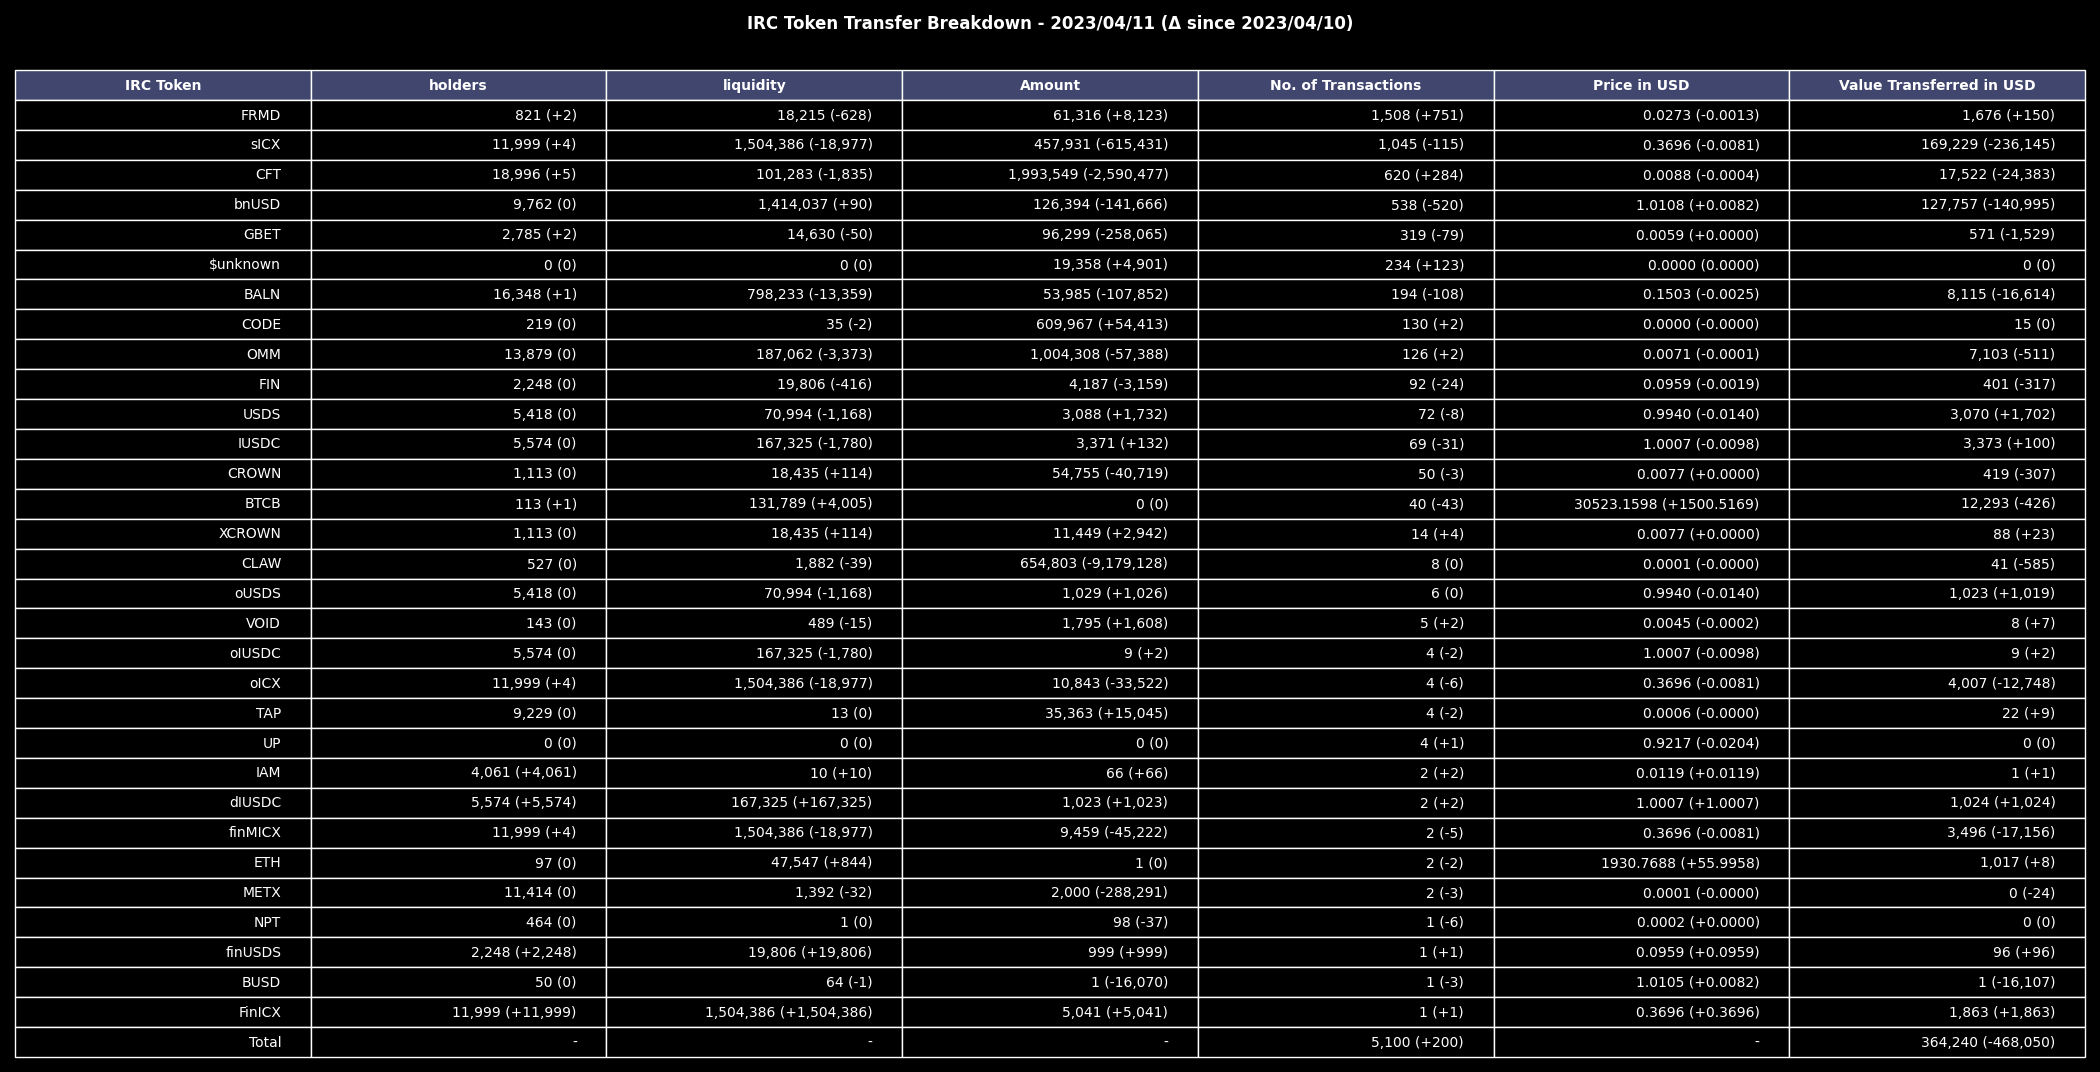 IRC Token Transfer Breakdown - 2023/04/11 (Δ since 2023/04/10)
IRC Token holders liquidity Amount No. of Transactions Price in USD Value Transferred in USD
FRMD 821 (+2) 18,215 (-628) 61,316 (+8,123) 1,508 (+751) 0.0273 (-0.0013) 1,676 (+150)
sICX 11,999 (+4) 1,504,386 (-18,977) 457,931 (-615,431) 1,045 (-115) 0.3696 (-0.0081) 169,229 (-236,145)
CFT 18,996 (+5) 101,283 (-1,835) 1,993,549 (-2,590,477) 620 (+284) 0.0088 (-0.0004) 17,522 (-24,383)
bnUSD 9,762 (0) 1,414,037 (+90) 126,394 (-141,666) 538 (-520) 1.0108 (+0.0082) 127,757 (-140,995)
GBET 2,785 (+2) 14,630 (-50) 96,299 (-258,065) 319 (-79) 0.0059 (+0.0000) 571 (-1,529)
$unknown 0 (0) 0 (0) 19,358 (+4,901) 234 (+123) 0.0000 (0.0000) 0 (0)
BALN 16,348 (+1) 798,233 (-13,359) 53,985 (-107,852) 194 (-108) 0.1503 (-0.0025) 8,115 (-16,614)
CODE 219 (0) 35 (-2) 609,967 (+54,413) 130 (+2) 0.0000 (-0.0000) 15 (0)
OMM 13,879 (0) 187,062 (-3,373) 1,004,308 (-57,388) 126 (+2) 0.0071 (-0.0001) 7,103 (-511)
FIN 2,248 (0) 19,806 (-416) 4,187 (-3,159) 92 (-24) 0.0959 (-0.0019) 401 (-317)
USDS 5,418 (0) 70,994 (-1,168) 3,088 (+1,732) 72 (-8) 0.9940 (-0.0140) 3,070 (+1,702)
IUSDC 5,574 (0) 167,325 (-1,780) 3,371 (+132) 69 (-31) 1.0007 (-0.0098) 3,373 (+100)
CROWN 1,113 (0) 18,435 (+114) 54,755 (-40,719) 50 (-3) 0.0077 (+0.0000) 419 (-307)
BTCB 113 (+1) 131,789 (+4,005) 0 (0) 40 (-43) 30523.1598 (+1500.5169) 12,293 (-426)
XCROWN 1,113 (0) 18,435 (+114) 11,449 (+2,942) 14 (+4) 0.0077 (+0.0000) 88 (+23)
CLAW 527 (0) 1,882 (-39) 654,803 (-9,179,128) 8 (0) 0.0001 (-0.0000) 41 (-585)
oUSDS 5,418 (0) 70,994 (-1,168) 1,029 (+1,026) 6 (0) 0.9940 (-0.0140) 1,023 (+1,019)
VOID 143 (0) 489 (-15) 1,795 (+1,608) 5 (+2) 0.0045 (-0.0002) 8 (+7)
oIUSDC 5,574 (0) 167,325 (-1,780) 9 (+2) 4 (-2) 1.0007 (-0.0098) 9 (+2)
oICX 11,999 (+4) 1,504,386 (-18,977) 10,843 (-33,522) 4 (-6) 0.3696 (-0.0081) 4,007 (-12,748)
TAP 9,229 (0) 13 (0) 35,363 (+15,045) 4 (-2) 0.0006 (-0.0000) 22 (+9)
UP 0 (0) 0 (0) 0 (0) 4 (+1) 0.9217 (-0.0204) 0 (0)
IAM 4,061 (+4,061) 10 (+10) 66 (+66) 2 (+2) 0.0119 (+0.0119) 1 (+1)
dIUSDC 5,574 (+5,574) 167,325 (+167,325) 1,023 (+1,023) 2 (+2) 1.0007 (+1.0007) 1,024 (+1,024)
finMICX 11,999 (+4) 1,504,386 (-18,977) 9,459 (-45,222) 2 (-5) 0.3696 (-0.0081) 3,496 (-17,156)
ETH 97 (0) 47,547 (+844) 1 (0) 2 (-2) 1930.7688 (+55.9958) 1,017 (+8)
METX 11,414 (0) 1,392 (-32) 2,000 (-288,291) 2 (-3) 0.0001 (-0.0000) 0 (-24)
NPT 464 (0) 1 (0) 98 (-37) 1 (-6) 0.0002 (+0.0000) 0 (0)
finUSDS 2,248 (+2,248) 19,806 (+19,806) 999 (+999) 1 (+1) 0.0959 (+0.0959) 96 (+96)
BUSD 50 (0) 64 (-1) 1 (-16,070) 1 (-3) 1.0105 (+0.0082) 1 (-16,107)
FinICX 11,999 (+11,999) 1,504,386 (+1,504,386) 5,041 (+5,041) 1 (+1) 0.3696 (+0.3696) 1,863 (+1,863)
Total - - - 5,100 (+200) - 364,240 (-468,050)